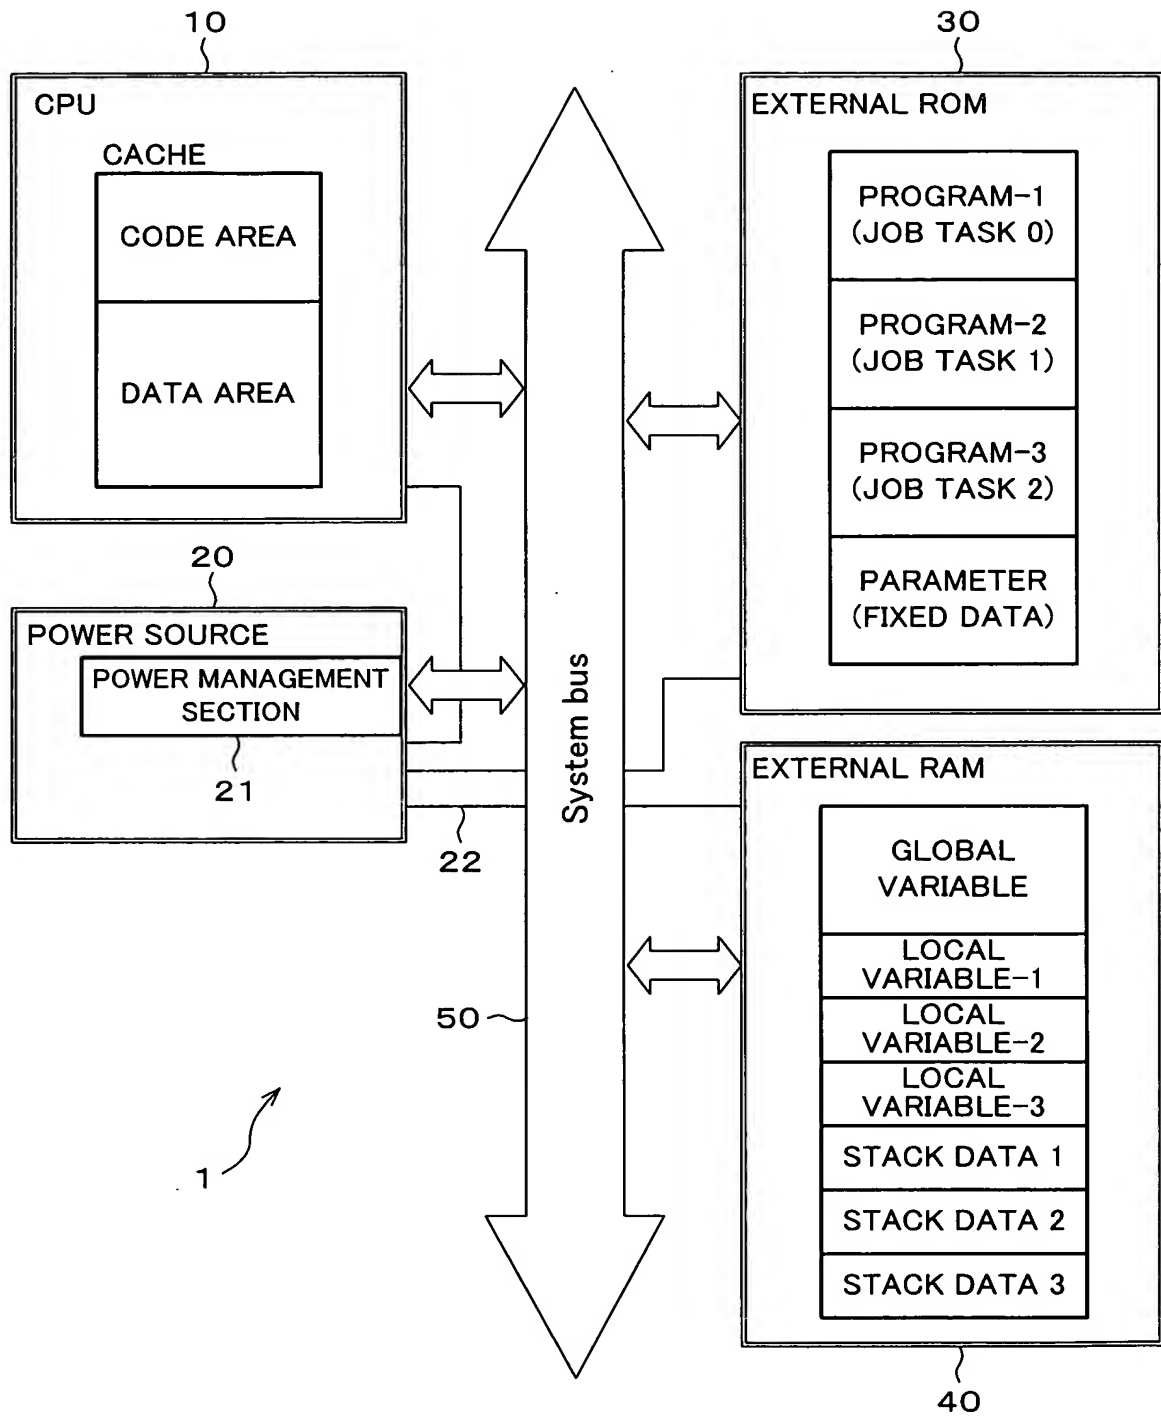 10
CPU
CACHE
CODE AREA
DATA AREA
20
POWER SOURCE
POWER MANAGEMENT
SECTION
21
22
System bus
50
1
30
EXTERNAL ROM
PROGRAM-1
(JOB TASK 0)
PROGRAM-2
(JOB TASK 1)
PROGRAM-3
(JOB TASK 2)
PARAMETER
(FIXED DATA)
EXTERNAL RAM
GLOBAL
VARIABLE
LOCAL
VARIABLE-1
LOCAL
VARIABLE-2
LOCAL
VARIABLE-3
STACK DATA 1
STACK DATA 2
STACK DATA 3
40